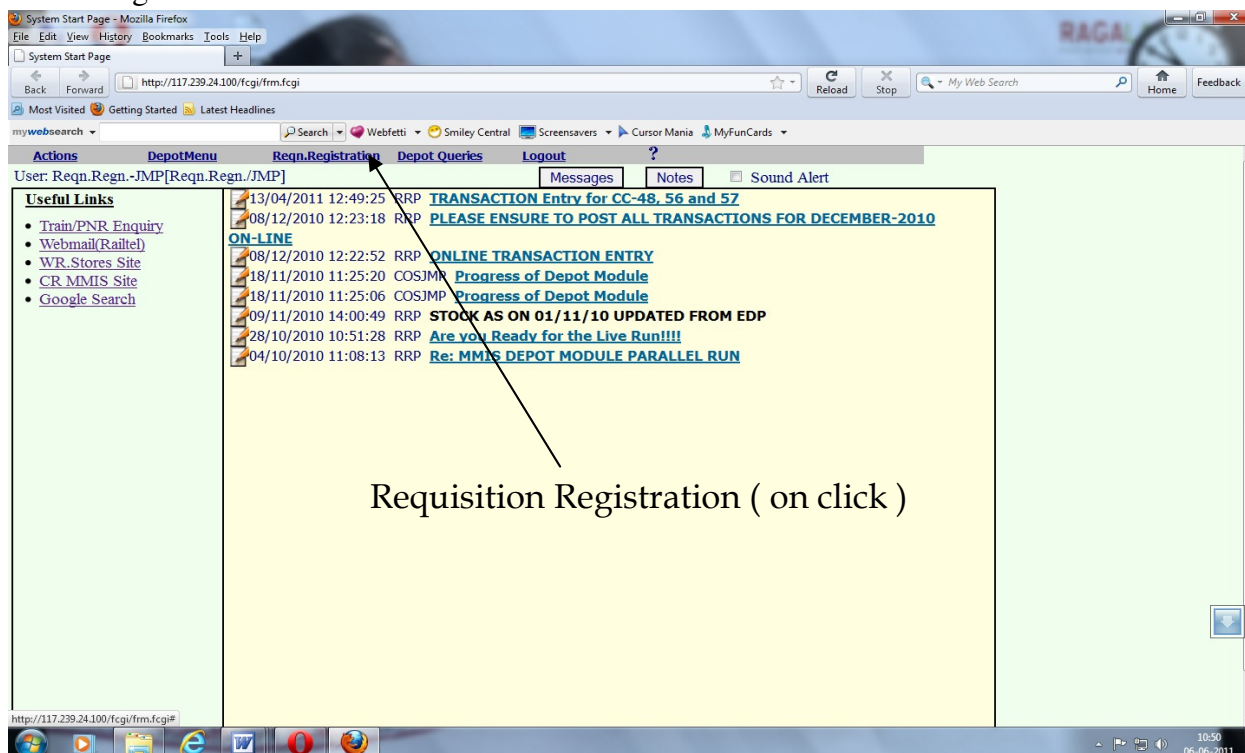 System Start Page - Mozilla Firefox
File Edit View History Bookmarks Tools Help
RAGA
System Start Page +
Back Forward http://117.239.24.100/fcgi/frm.fcgi Reload Stop My Web Search Home Feedback
Most Visited Getting Started Latest Headlines
mywebsearch Search Webfetti Smiley Central Screensavers Cursor Mania MyFunCards
Actions DepotMenu Reqn.Registration Depot Queries Logout ?
User: Reqn.Regn.-JMP[Reqn.Regn./JMP] Messages Notes Sound Alert
Useful Links
• Train/PNR Enquiry
• Webmail(Railtel)
• WR.Stores Site
• CR MMIS Site
• Google Search
13/04/2011 12:49:25 RRP TRANSACTION Entry for CC-48, 56 and 57
08/12/2010 12:23:18 RRP PLEASE ENSURE TO POST ALL TRANSACTIONS FOR DECEMBER-2010
ON-LINE
08/12/2010 12:22:52 RRP ONLINE TRANSACTION ENTRY
18/11/2010 11:25:20 COSJMP Progress of Depot Module
18/11/2010 11:25:06 COSJMP Progress of Depot Module
09/11/2010 14:00:49 RRP STOCK AS ON 01/11/10 UPDATED FROM EDP
28/10/2010 10:51:28 RRP Are you Ready for the Live Run!!!!
04/10/2010 11:08:13 RRP Re: MMIS DEPOT MODULE PARALLEL RUN
Requisition Registration ( on click )
http://117.239.24.100/fcgi/frm.fcgi#
10:50
06-06-2011